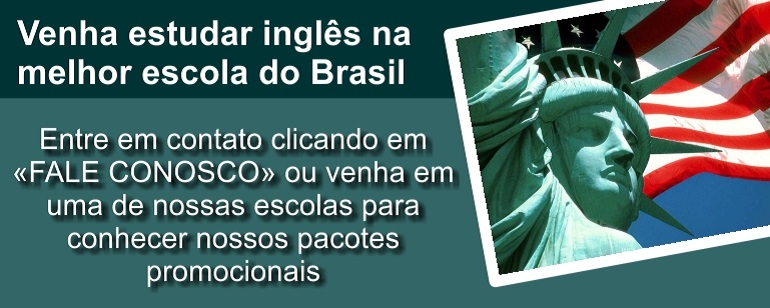 Venha estudar inglês na
melhor escola do Brasil
Entre em contato clicando em
«FALE CONOSCO» ou venha em
uma de nossas escolas para
conhecer nossos pacotes
promocionais